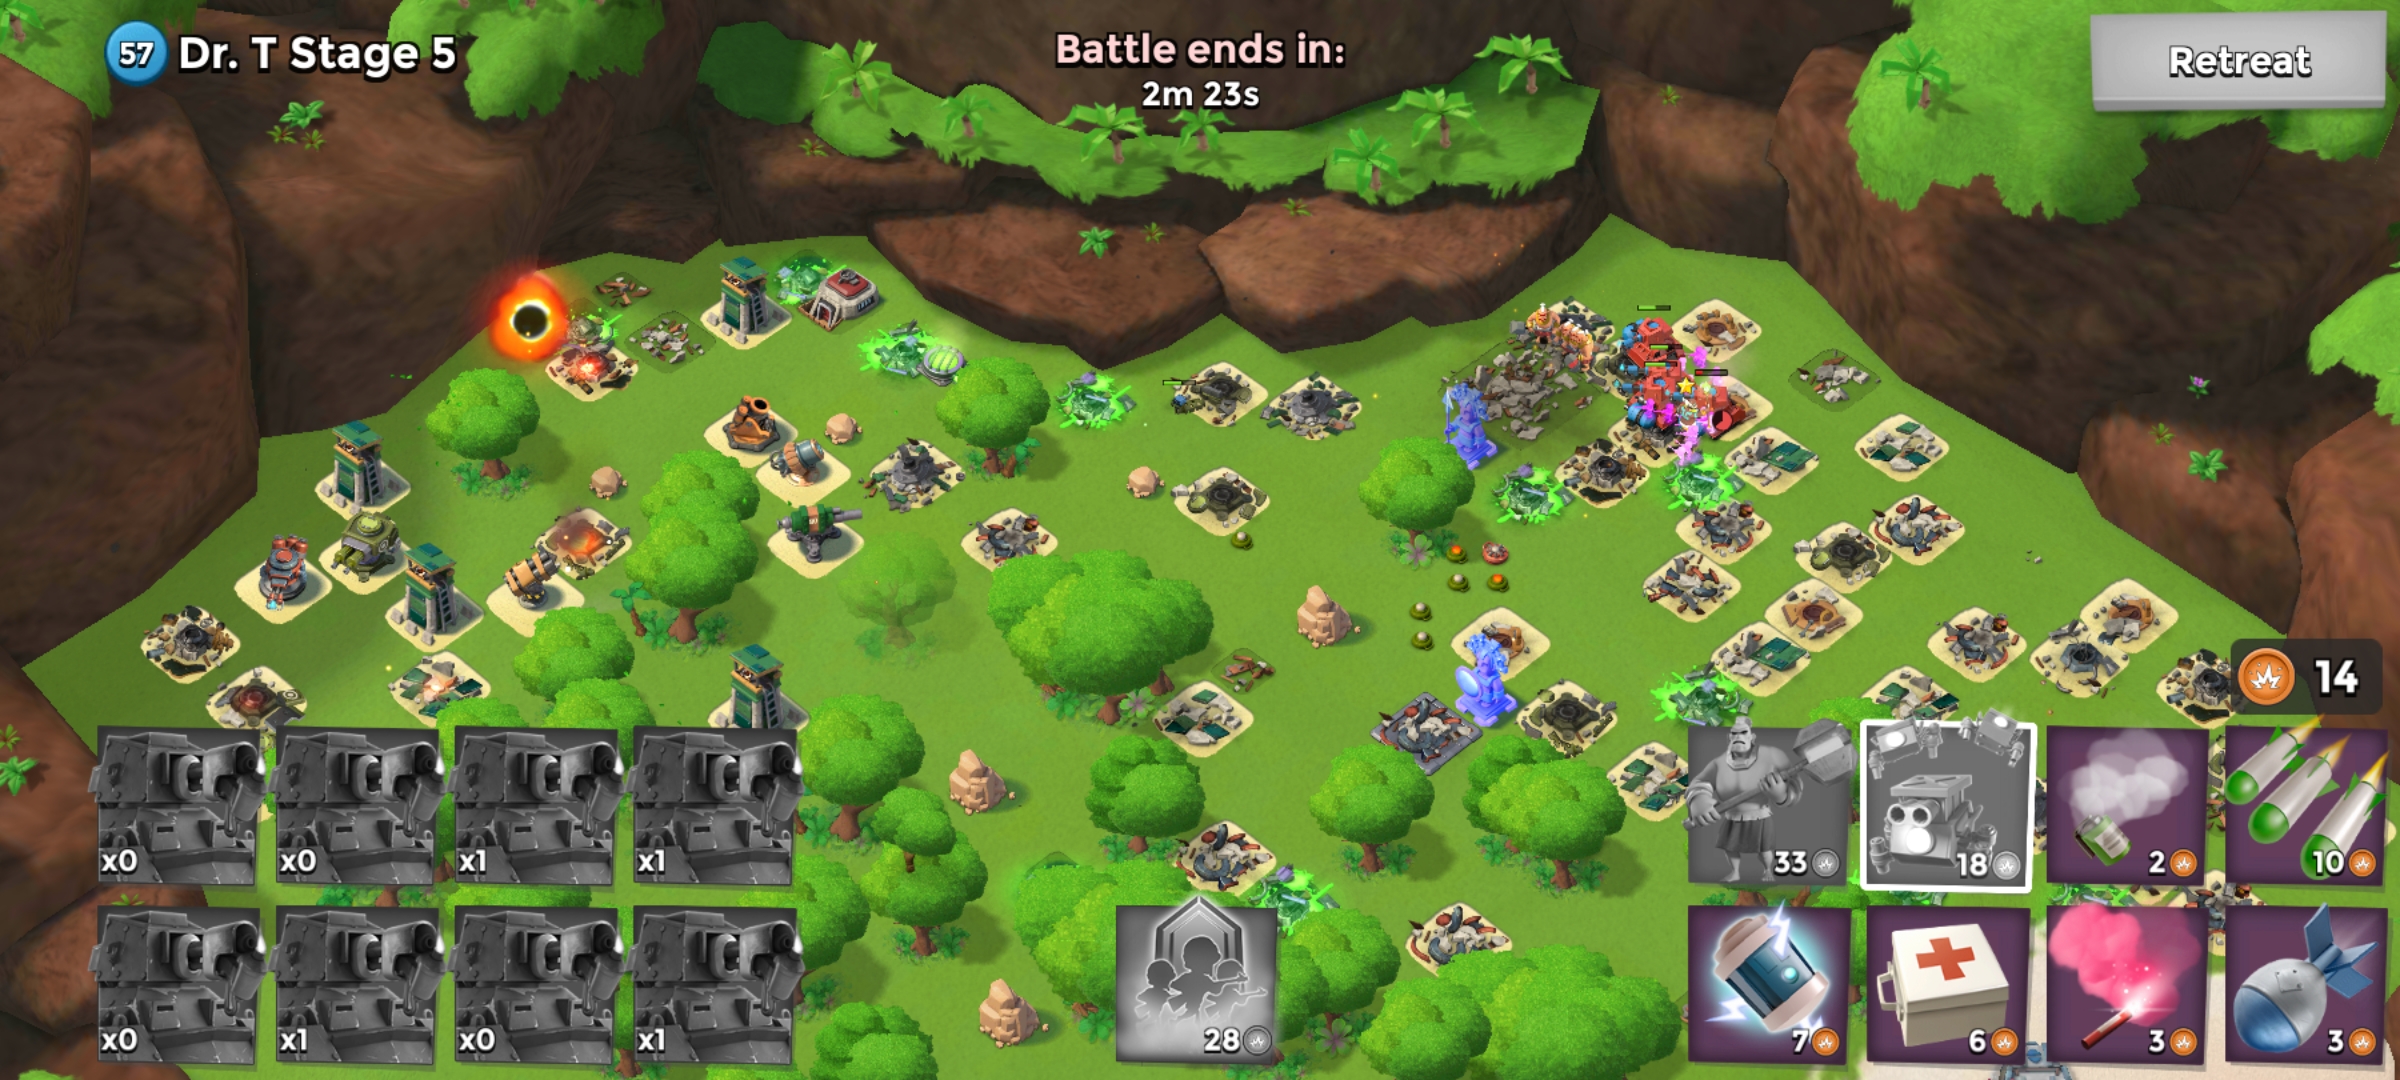 57 Dr. T Stage 5
Battle ends in:
2m 23s
Retreat
14
x0
x0
x1
x1
33
18
2
10
x0
x1
x0
x1
28
7
6
3
3